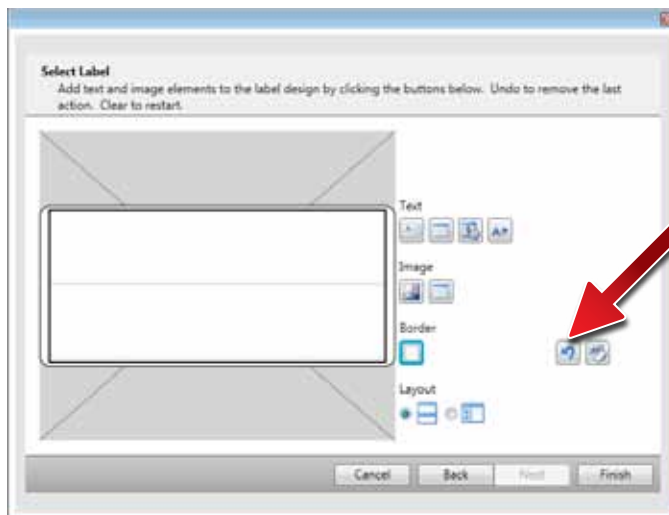 Select Label
Add text and image elements to the label design by clicking the buttons below. Undo to remove the last
action. Clear to restart.
Text
Image
Border
Layout
Cancel
Back
Next
Finish